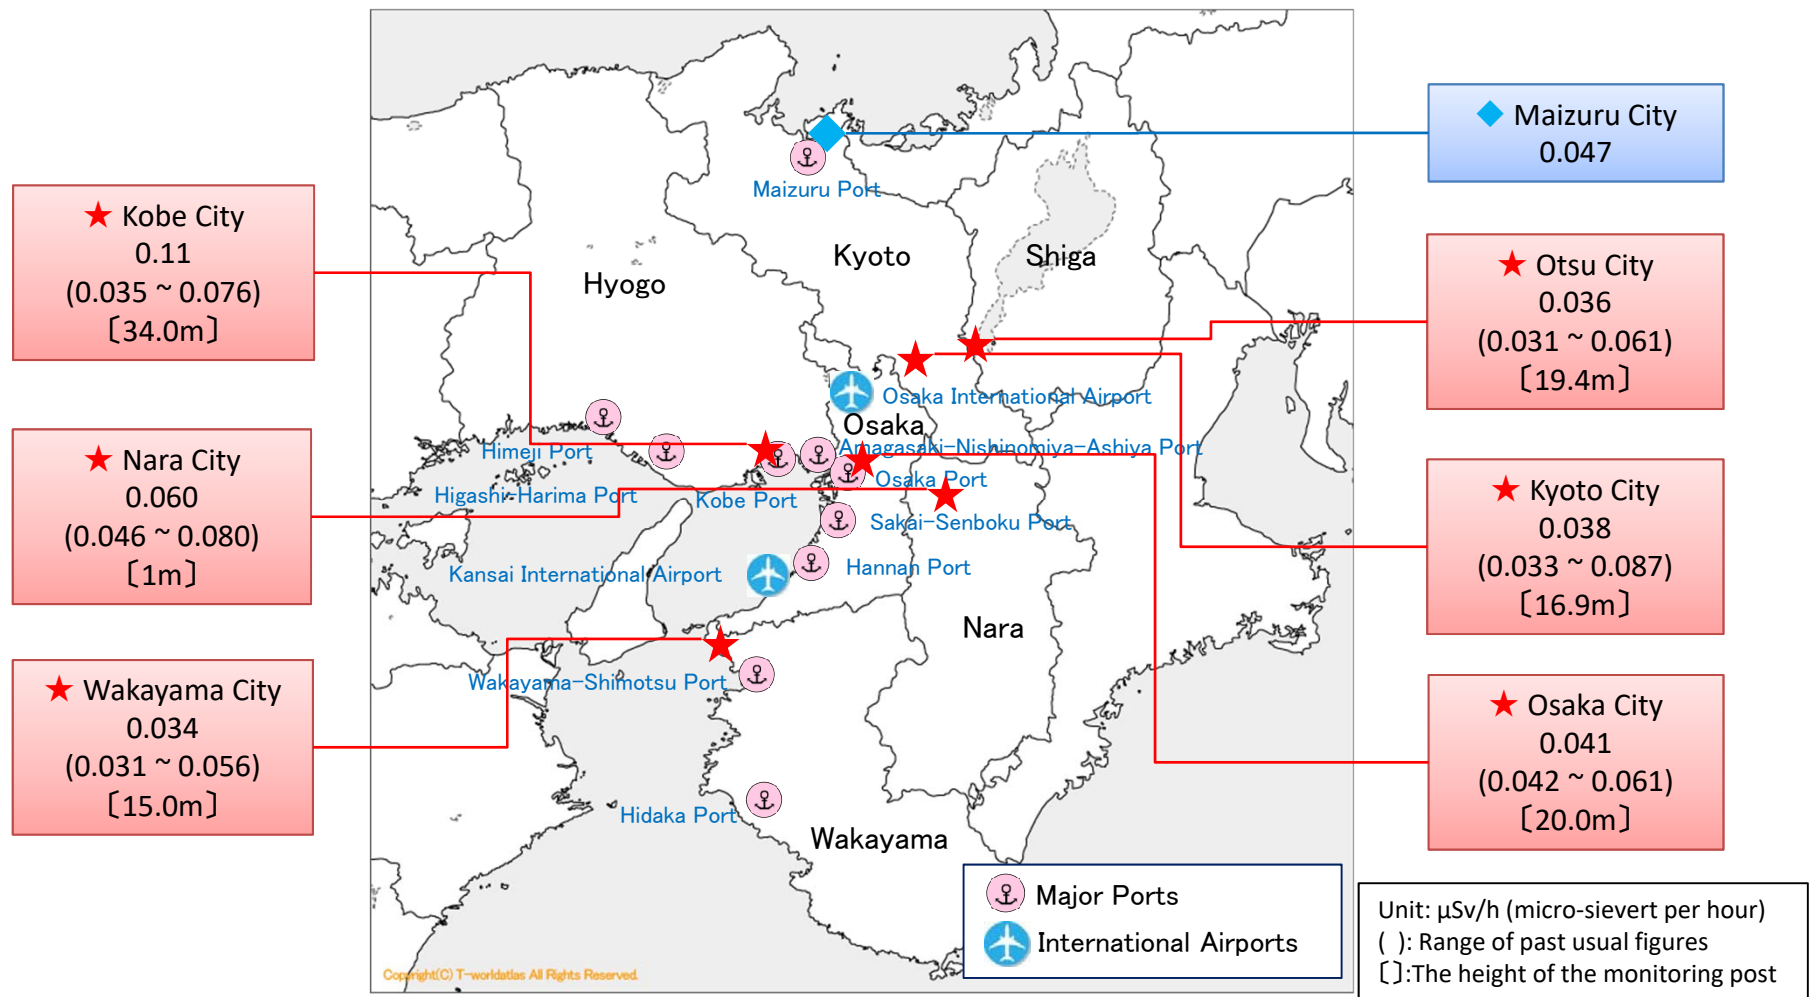 ★ Kobe City
0.11
(0.035 ~ 0.076)
〔34.0m〕
★ Nara City
0.060
(0.046 ~ 0.080)
〔1m〕
★ Wakayama City
0.034
(0.031 ~ 0.056)
〔15.0m〕
Maizuru Port
Kyoto
Shiga
Hyogo
Osaka International Airport
Osaka
Amagasaki-Nishinomiya-Ashiya Port
Himeji Port
Osaka Port
Higashi-Harima Port
Kobe Port
Sakai-Senboku Port
Hannan Port
Kansai International Airport
Nara
Wakayama-Shimotsu Port
Hidaka Port
Wakayama
Major Ports
International Airports
Copyright(C) T-worldatlas All Rights Reserved.
◆ Maizuru City
0.047
★ Otsu City
0.036
(0.031 ~ 0.061)
〔19.4m〕
★ Kyoto City
0.038
(0.033 ~ 0.087)
〔16.9m〕
★ Osaka City
0.041
(0.042 ~ 0.061)
〔20.0m〕
Unit: μSv/h (micro-sievert per hour)
( ): Range of past usual figures
〔〕:The height of the monitoring post